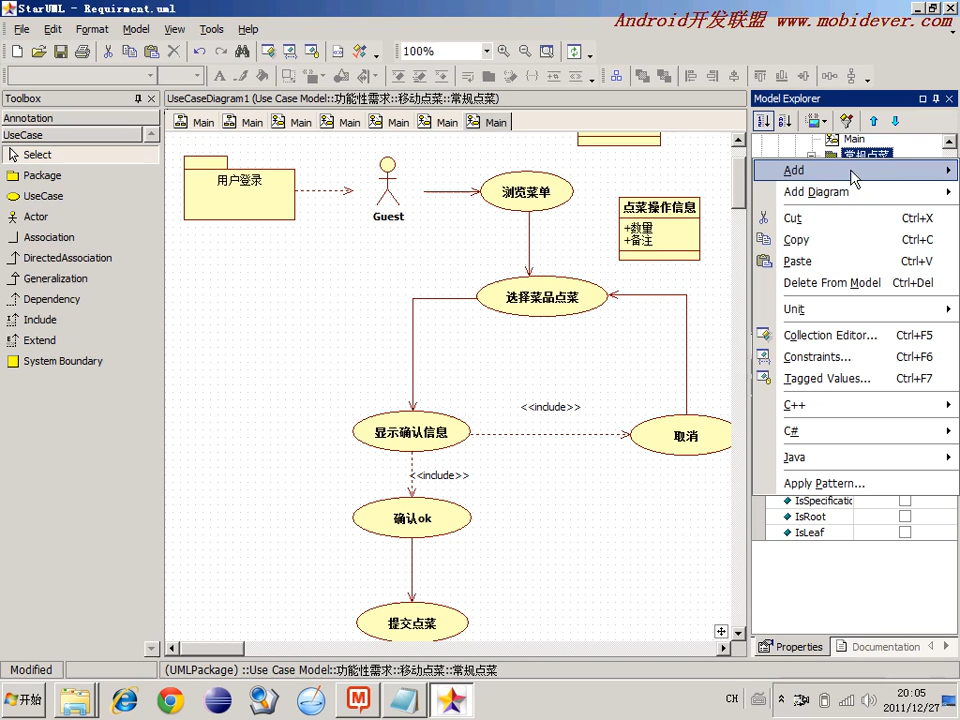 StarUML - Requirment.uml
Android开发联盟 www.mobidever.com
File Edit Format Model View Tools Help
100%
Toolbox
UseCaseDiagram1 (Use Case Model::功能性需求::移动点菜::常规点菜)
Model Explorer
Annotation
UseCase
Main Main Main Main Main Main Main
Main
常规点菜
Select
Package
UseCase
Actor
Association
DirectedAssociation
Generalization
Dependency
Include
Extend
System Boundary
用户登录
Guest
浏览菜单
点菜操作信息
+数量
+备注
选择菜品点菜
<<include>>
显示确认信息
取消
<<include>>
确认ok
提交点菜
Add
Add Diagram
Cut Ctrl+X
Copy Ctrl+C
Paste Ctrl+V
Delete From Model Ctrl+Del
Unit
Collection Editor... Ctrl+F5
Constraints... Ctrl+F6
Tagged Values... Ctrl+F7
C++
C#
Java
Apply Pattern...
IsSpecificatic
IsRoot
IsLeaf
Properties Documentation
Modified
(UMLPackage) ::Use Case Model::功能性需求::移动点菜::常规点菜
开始
CH
20:05
2011/12/27